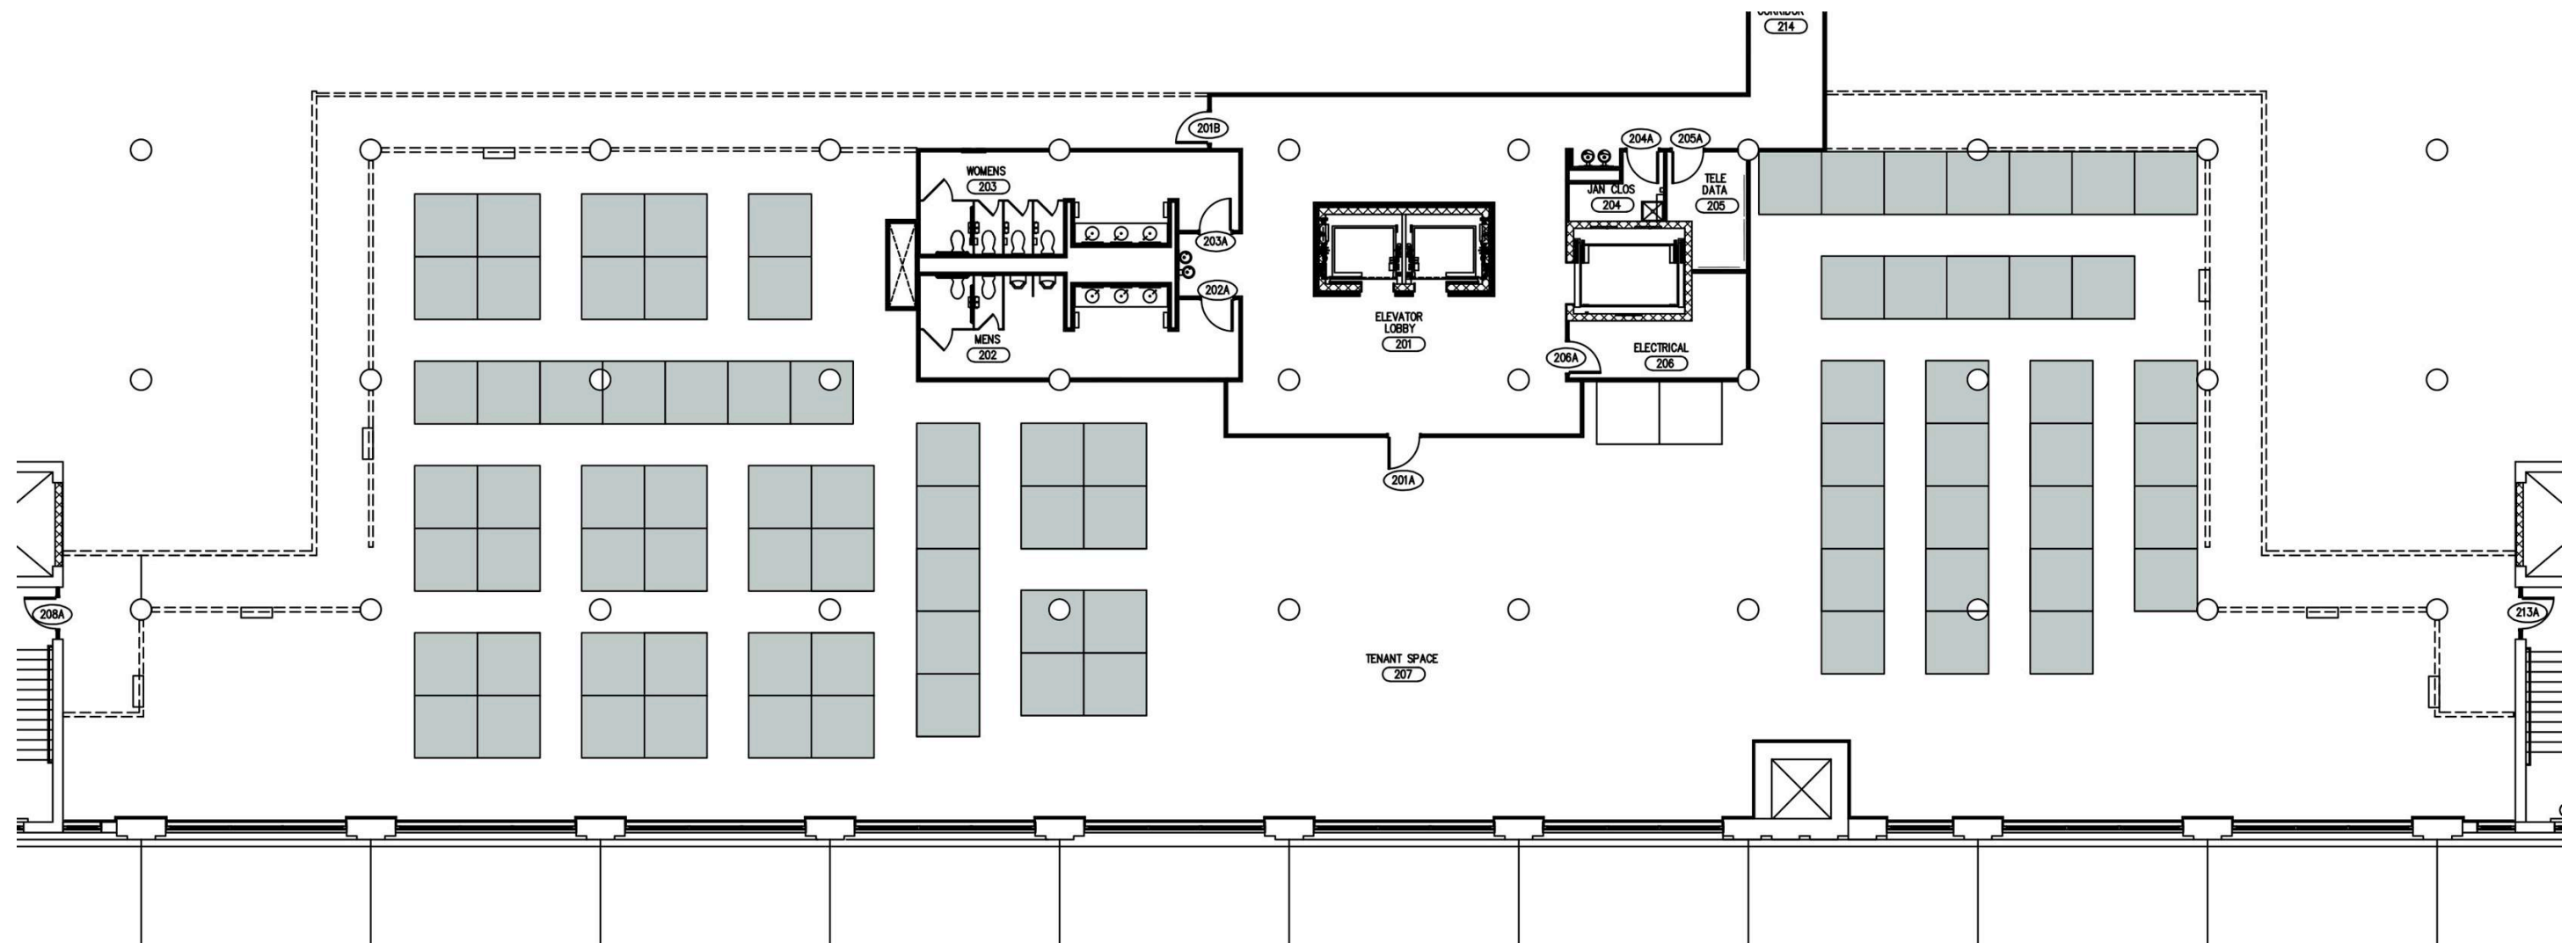 214
201B
204A
205A
WOMENS
203
TELE
DATA
205
JAN CLOS
204
203A
202A
ELEVATOR
LOBBY
201
MENS
202
206A
ELECTRICAL
206
201A
208A
213A
TENANT SPACE
207